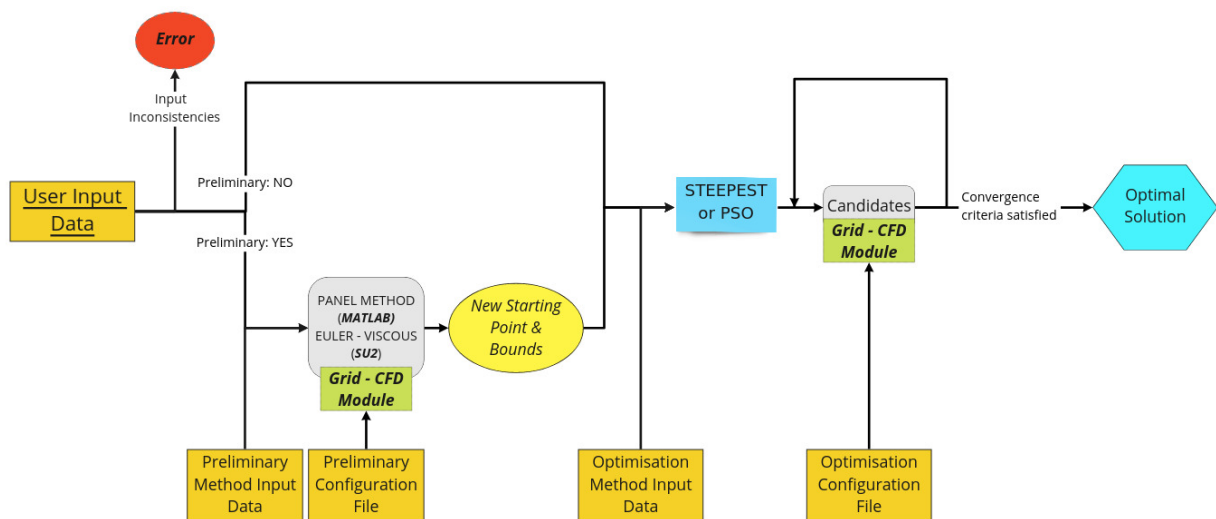 Error
Input
Inconsistencies
Preliminary: NO
User Input
Data
Preliminary: YES
PANEL METHOD
(MATLAB)
EULER - VISCOUS
(SU2)
Grid - CFD
Module
New Starting
Point &
Bounds
STEEPEST
or PSO
Candidates
Grid - CFD
Module
Convergence
criteria satisfied
Optimal
Solution
Preliminary
Method Input
Data
Preliminary
Configuration
File
Optimisation
Method Input
Data
Optimisation
Configuration
File